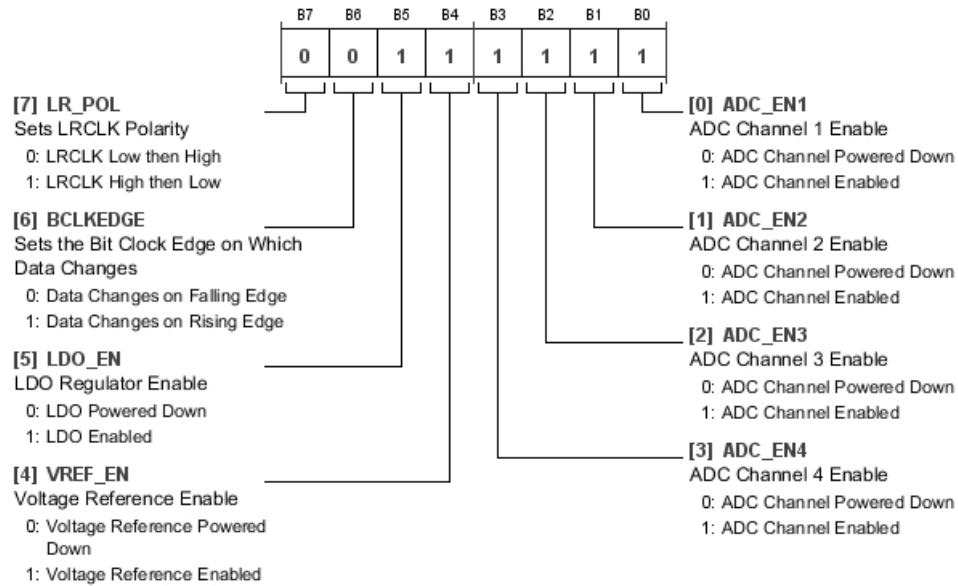 B7 B6 B5 B4 B3 B2 B1 B0
0 0 1 1 1 1 1 1
[7] LR_POL
Sets LRCLK Polarity
0: LRCLK Low then High
1: LRCLK High then Low
[6] BCLKEDGE
Sets the Bit Clock Edge on Which
Data Changes
0: Data Changes on Falling Edge
1: Data Changes on Rising Edge
[5] LDO_EN
LDO Regulator Enable
0: LDO Powered Down
1: LDO Enabled
[4] VREF_EN
Voltage Reference Enable
0: Voltage Reference Powered
Down
1: Voltage Reference Enabled
[0] ADC_EN1
ADC Channel 1 Enable
0: ADC Channel Powered Down
1: ADC Channel Enabled
[1] ADC_EN2
ADC Channel 2 Enable
0: ADC Channel Powered Down
1: ADC Channel Enabled
[2] ADC_EN3
ADC Channel 3 Enable
0: ADC Channel Powered Down
1: ADC Channel Enabled
[3] ADC_EN4
ADC Channel 4 Enable
0: ADC Channel Powered Down
1: ADC Channel Enabled